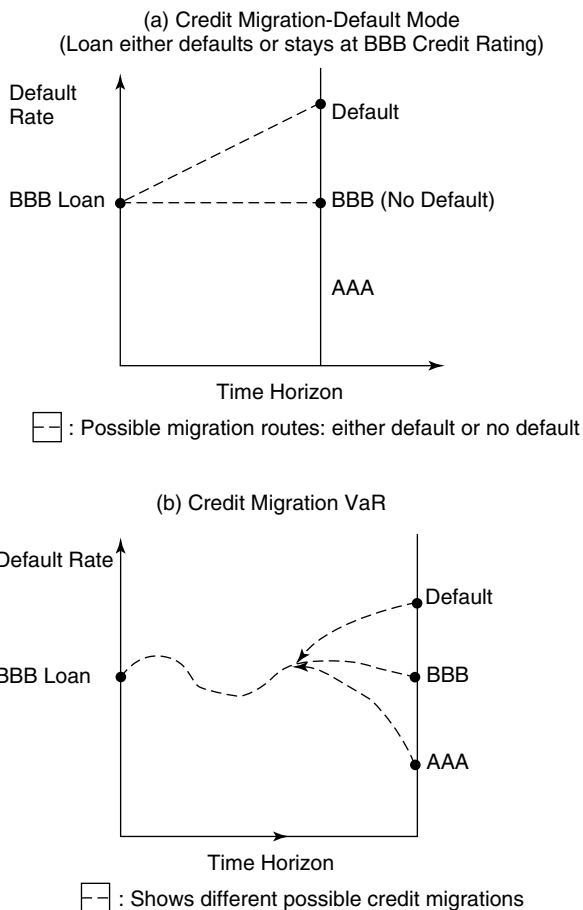 (a) Credit Migration-Default Mode
(Loan either defaults or stays at BBB Credit Rating)
Default
Rate
Default
BBB Loan
BBB (No Default)
AAA
Time Horizon
: Possible migration routes: either default or no default
(b) Credit Migration VaR
Default Rate
Default
BBB Loan
BBB
AAA
Time Horizon
: Shows different possible credit migrations